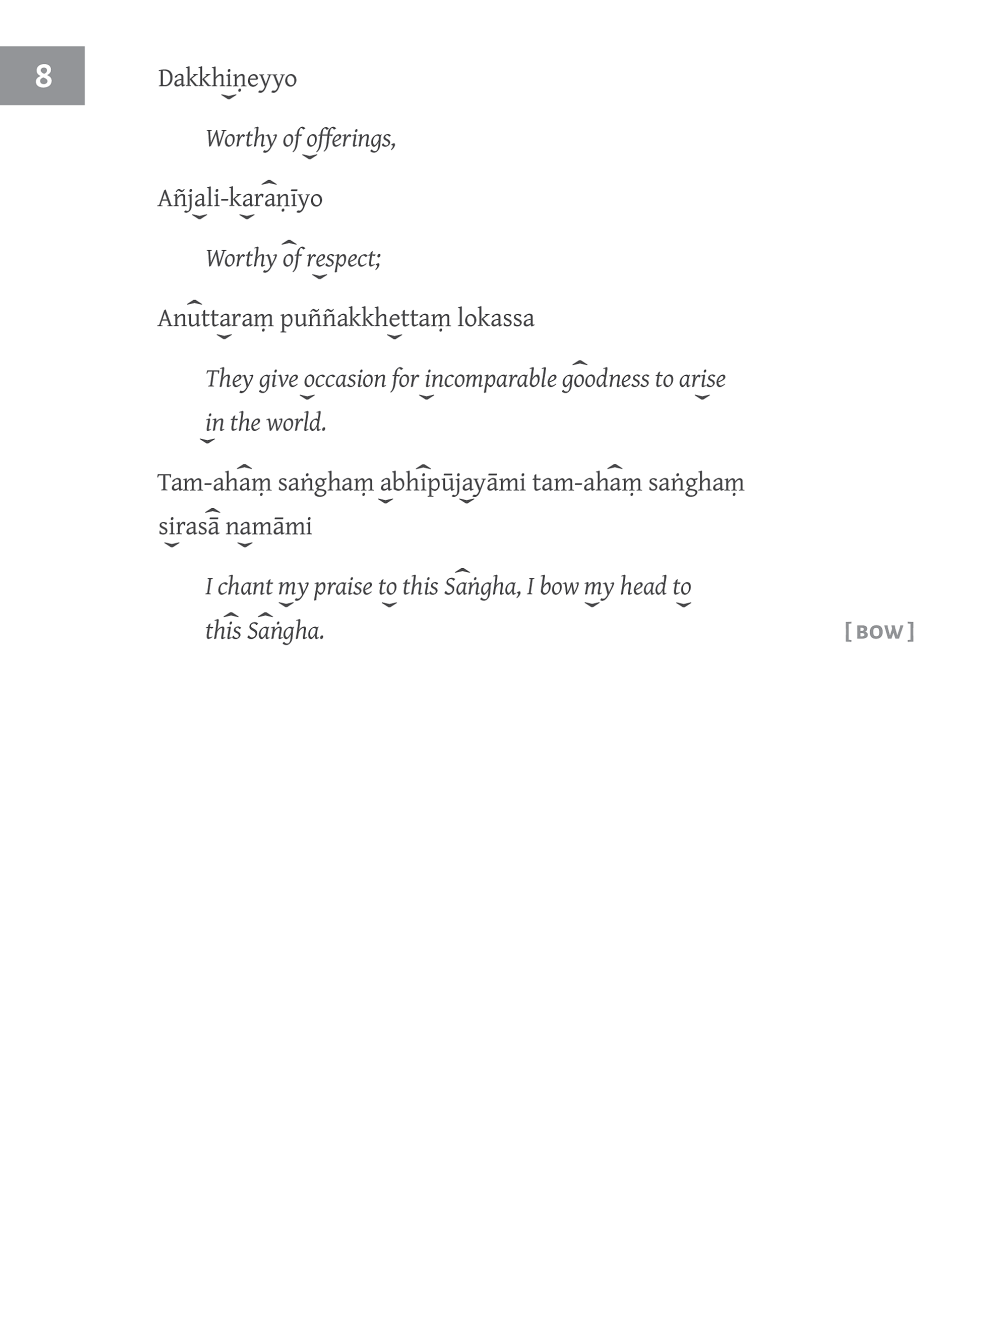 8
Dakkhiṇeyyo
Worthy of offerings,
Añjali-karaṇīyo
Worthy of respect;
Anuttaraṃ puññakkhettaṃ lokassa
They give occasion for incomparable goodness to arise
in the world.
Tam-ahaṃ saṅghaṃ abhipūjayāmi tam-ahaṃ saṅghaṃ
sirasā namāmi
I chant my praise to this Saṅgha, I bow my head to
this Saṅgha. [BOW]